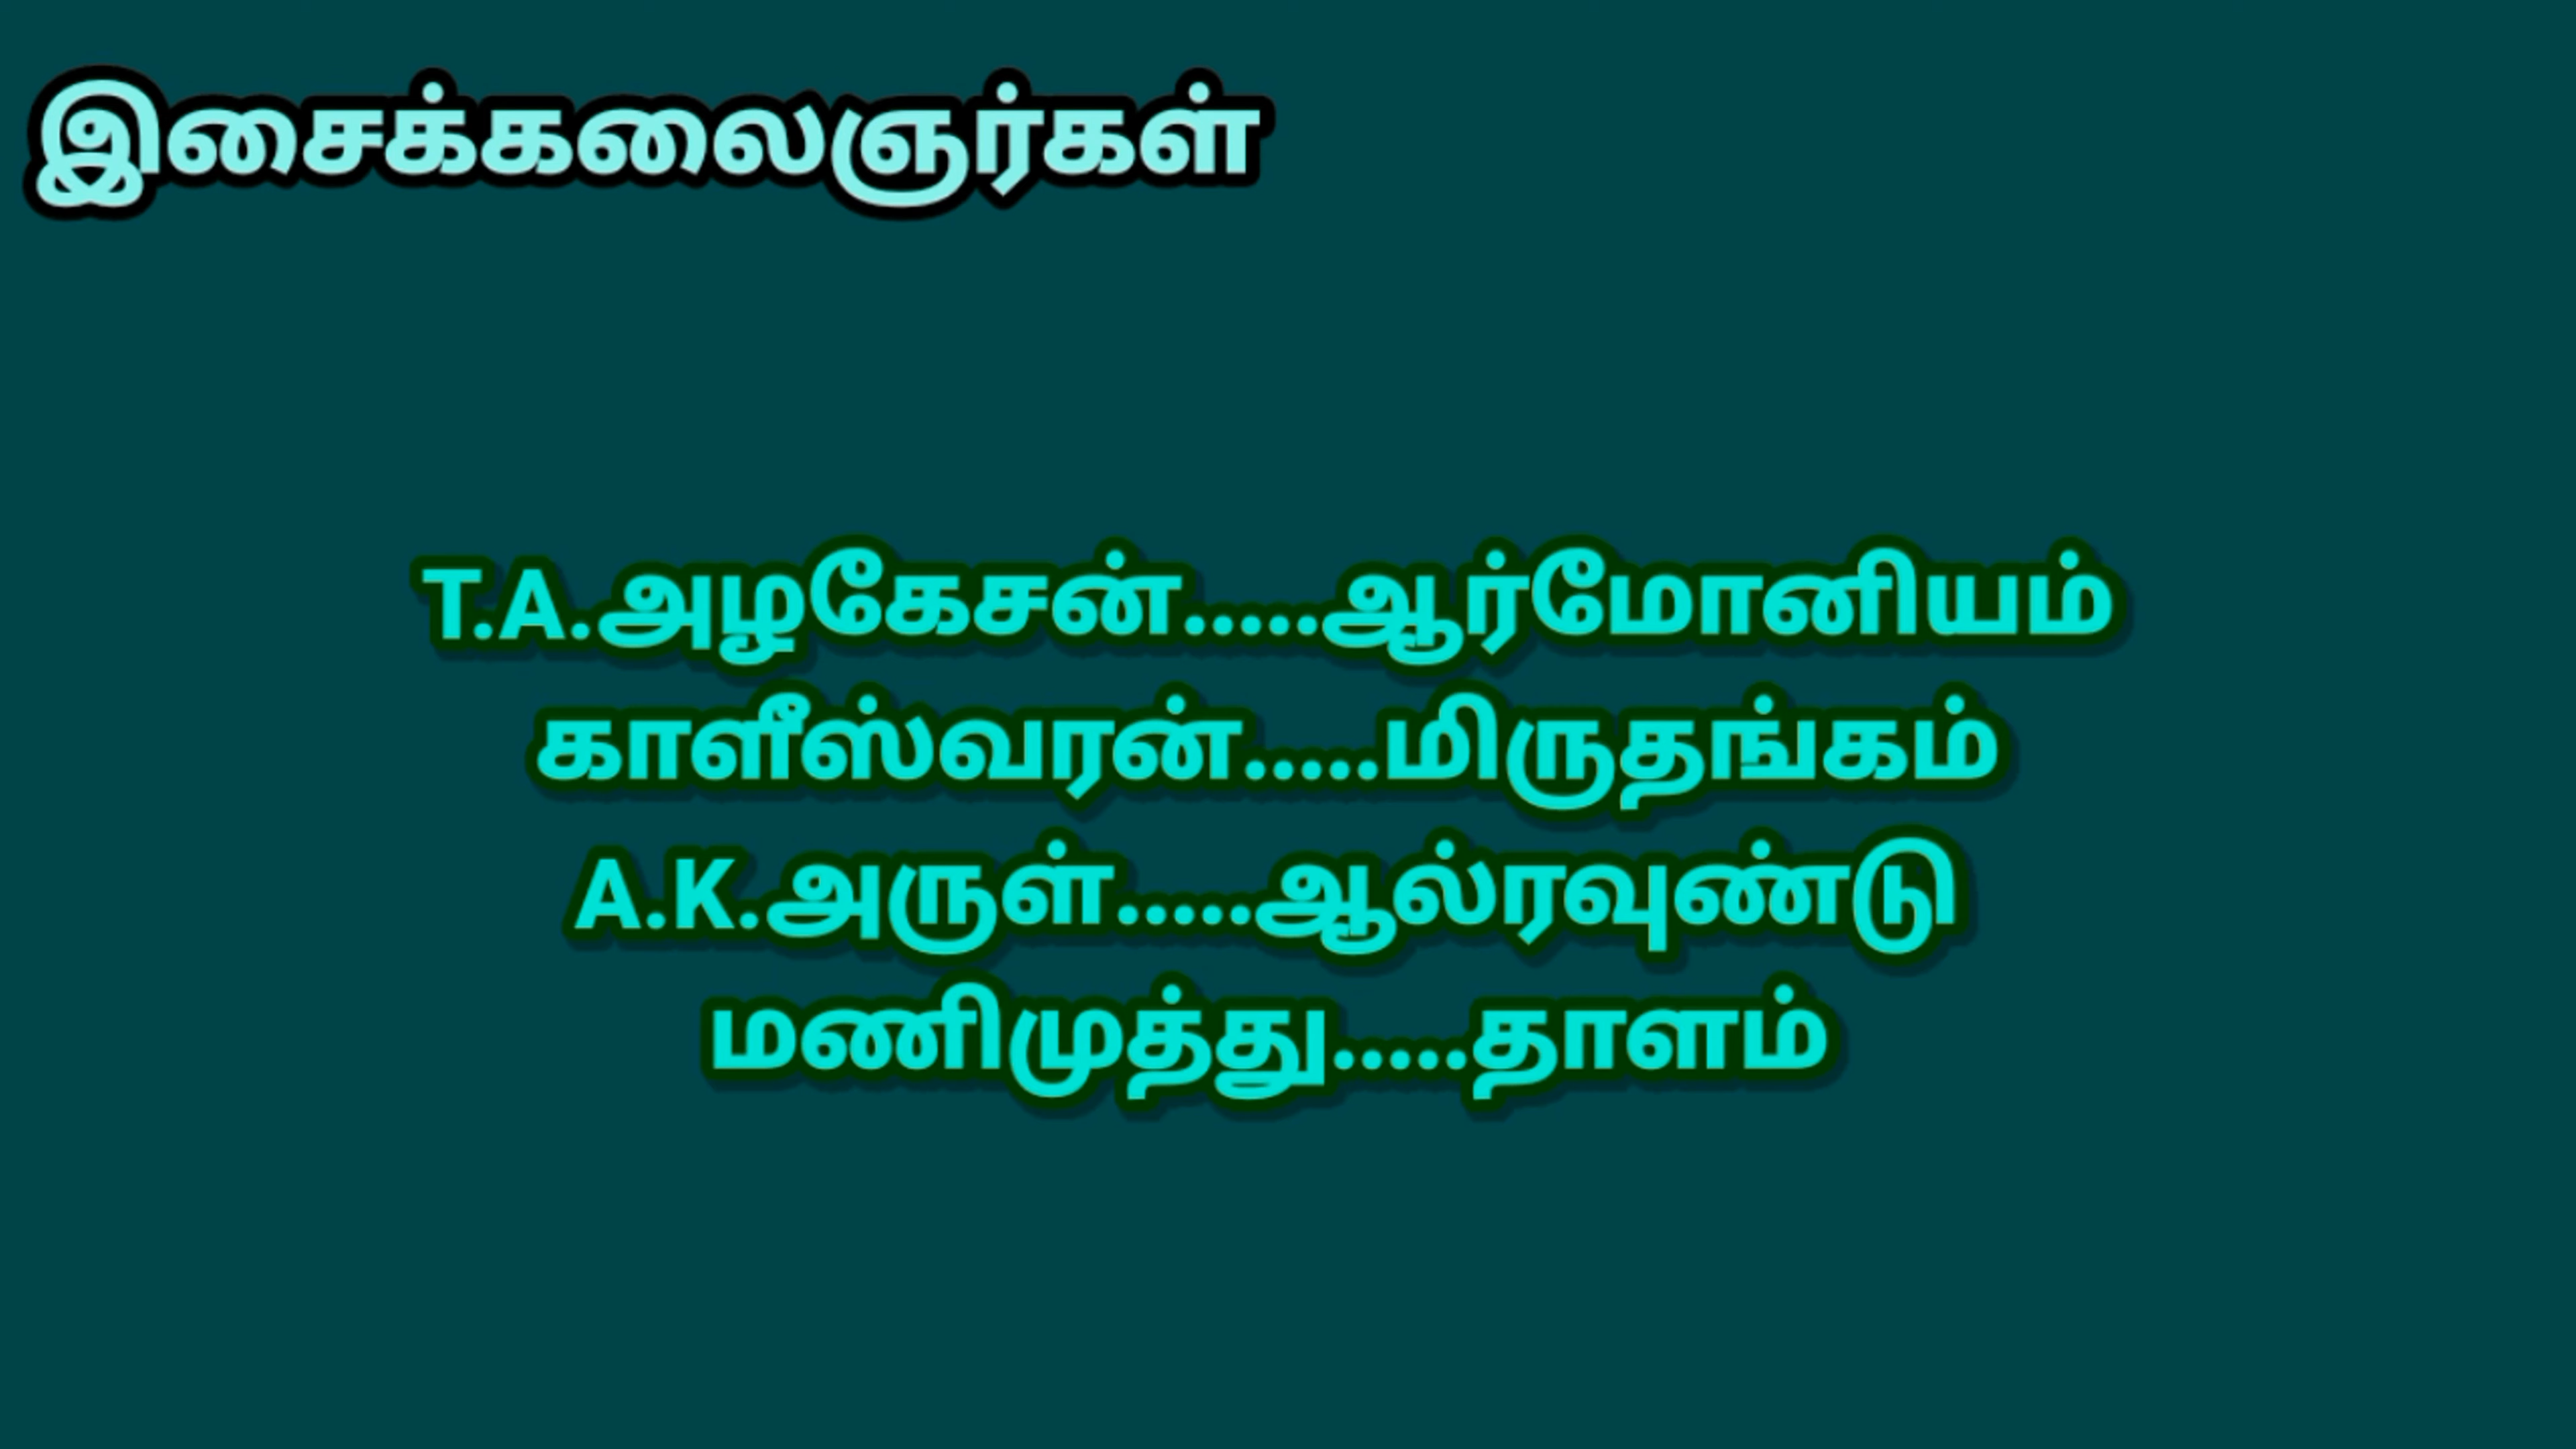 இசைக்கலைஞர்கள்
T.A.அழகேசன்.....ஆர்மோனியம்
காளீஸ்வரன்.....மிருதங்கம்
A.K.அருள்.....ஆல்ரவுண்டு
மணிமுத்து.....தாளம்